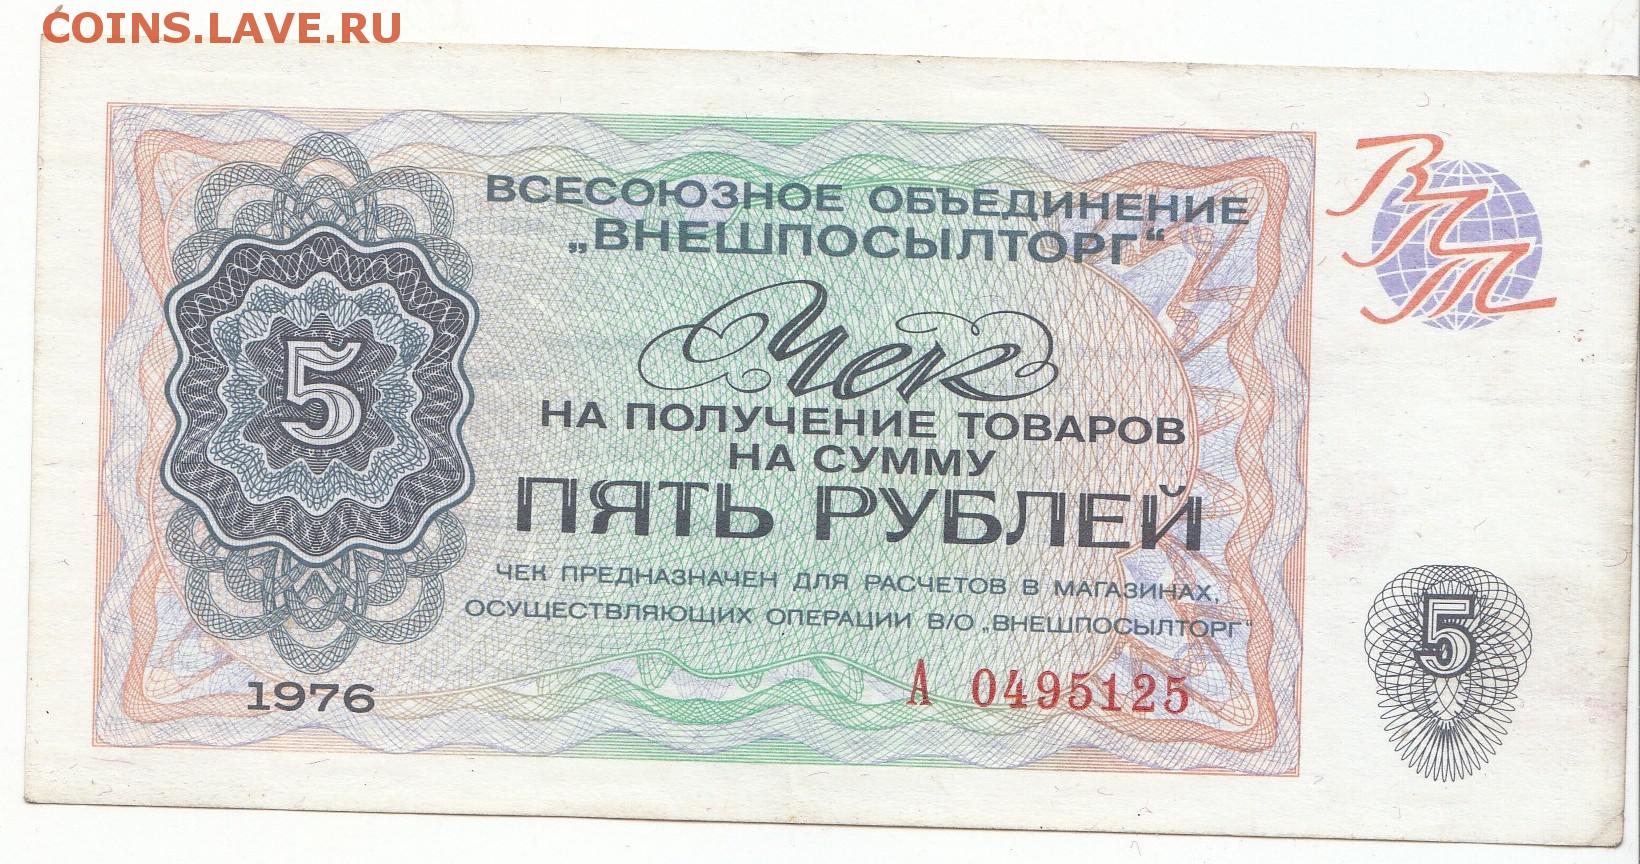 COINS.LAVE.RU
ВСЕСОЮЗНОЕ ОБЪЕДИНЕНИЕ
„ВНЕШПОСЫЛТОРГ“
ВПТ
Чек
НА ПОЛУЧЕНИЕ ТОВАРОВ
НА СУММУ
ПЯТЬ РУБЛЕЙ
5
ЧЕК ПРЕДНАЗНАЧЕН ДЛЯ РАСЧЕТОВ В МАГАЗИНАХ,
ОСУЩЕСТВЛЯЮЩИХ ОПЕРАЦИИ В/О „ВНЕШПОСЫЛТОРГ“
5
1976
А 0495125